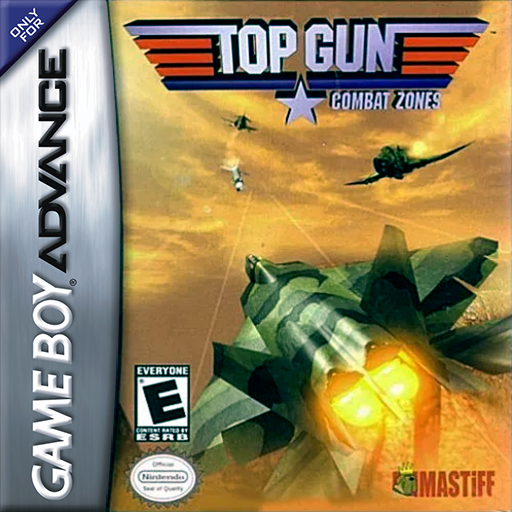 ONLY
FOR
GAME BOY ADVANCE
TOP GUN
COMBAT ZONES
EVERYONE
E
CONTENT RATED BY
ESRB
Official
Nintendo
Seal of Quality
MASTiFF